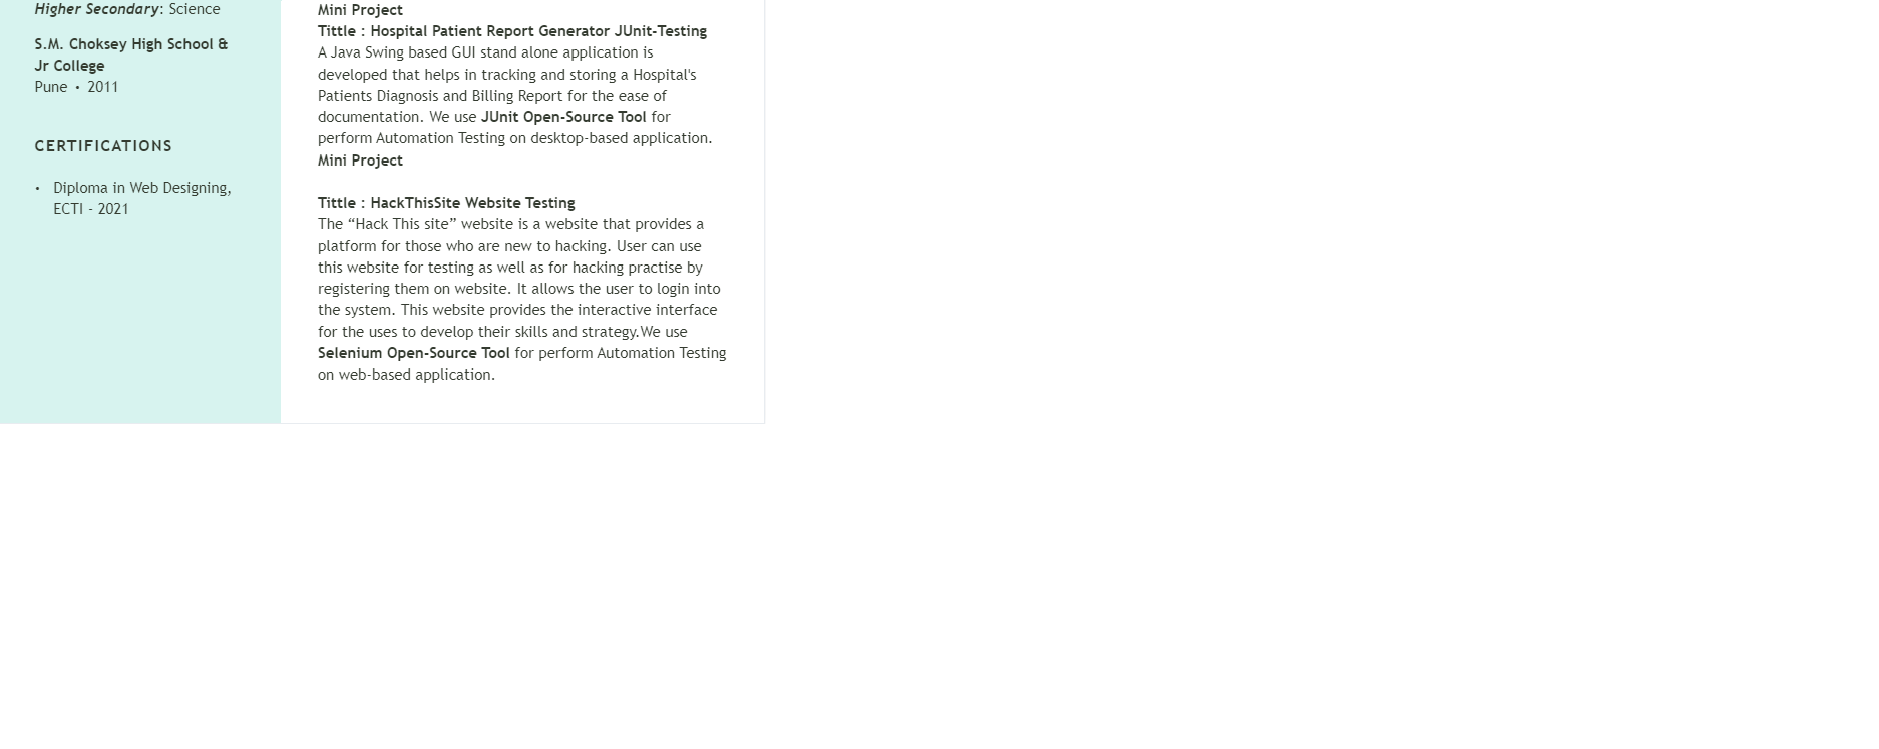 Higher Secondary: Science
S.M. Choksey High School &
Jr College
Pune • 2011
CERTIFICATIONS
• Diploma in Web Designing,
ECTI - 2021
Mini Project
Tittle : Hospital Patient Report Generator JUnit-Testing
A Java Swing based GUI stand alone application is
developed that helps in tracking and storing a Hospital's
Patients Diagnosis and Billing Report for the ease of
documentation. We use JUnit Open-Source Tool for
perform Automation Testing on desktop-based application.
Mini Project
Tittle : HackThisSite Website Testing
The “Hack This site” website is a website that provides a
platform for those who are new to hacking. User can use
this website for testing as well as for hacking practise by
registering them on website. It allows the user to login into
the system. This website provides the interactive interface
for the uses to develop their skills and strategy.We use
Selenium Open-Source Tool for perform Automation Testing
on web-based application.